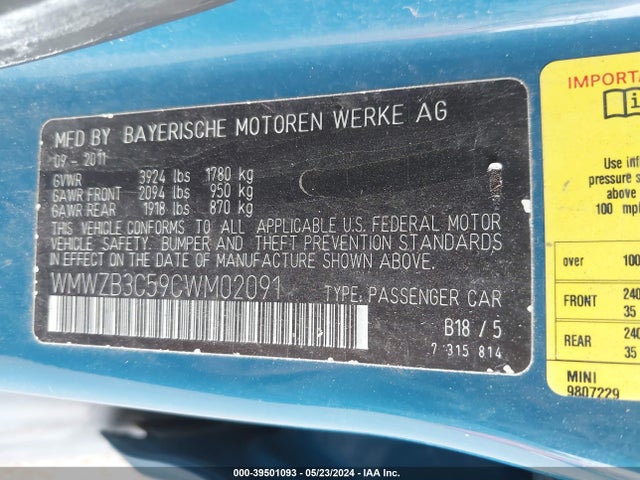 MFD BY BAYERISCHE MOTOREN WERKE AG
09 - 2011
GVWR 3924 lbs 1780 kg
GAWR FRONT 2094 lbs 950 kg
GAWR REAR 1918 lbs 870 kg
THIS VEHICLE CONFORMS TO ALL APPLICABLE U.S. FEDERAL MOTOR
VEHICLE SAFETY, BUMPER AND THEFT PREVENTION STANDARDS
IN EFFECT ON THE DATE OF MANUFACTURE SHOWN ABOVE.
WMWZB3C59CWM02091 TYPE: PASSENGER CAR
B18 / 5
7 315 814
IMPORTA
i
Use infl
pressure s
above
100 mph
over 100
FRONT 240
35
REAR 240
35
MINI
9807229
000-39501093 - 05/23/2024 - IAA Inc.